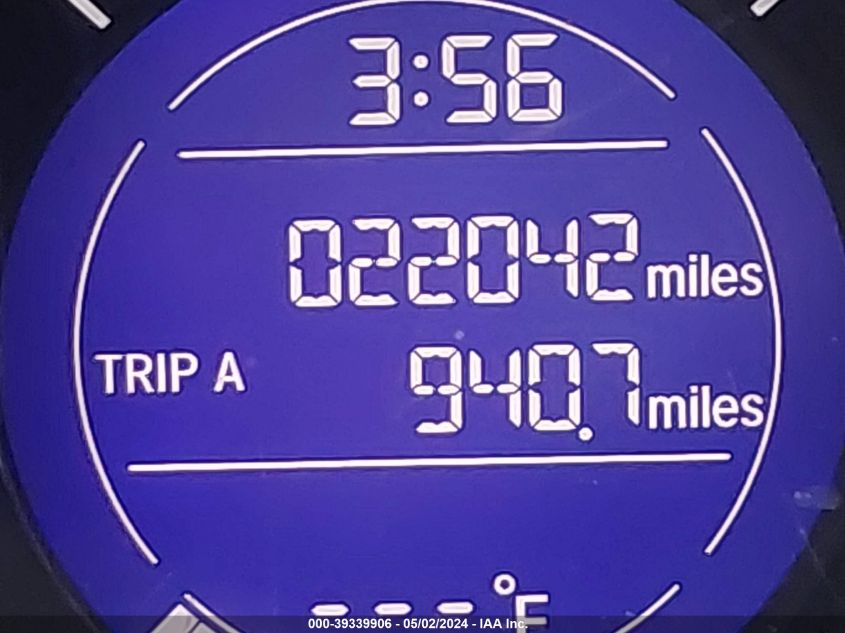 3:56
022042 miles
TRIP A 940.7 miles
---°F
000-39339906 - 05/02/2024 - IAA Inc.